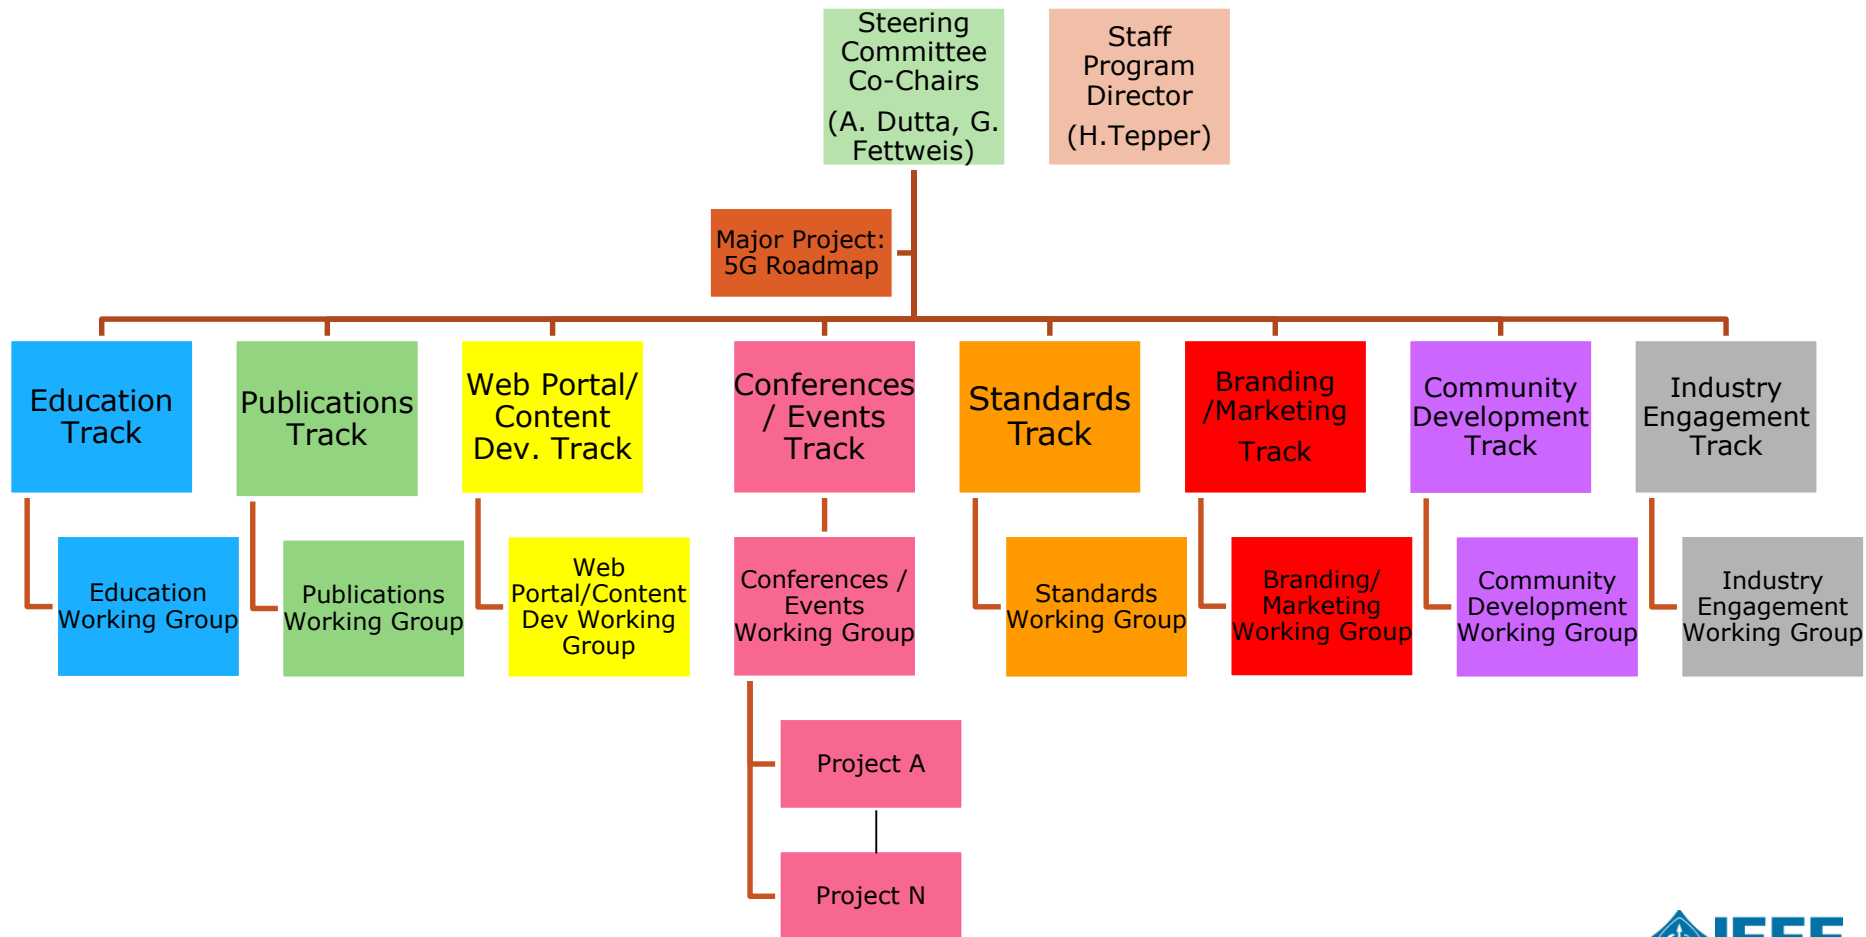 Steering
Committee
Co-Chairs
(A. Dutta, G.
Fettweis)
Staff
Program
Director
(H.Tepper)
Major Project:
5G Roadmap
Education
Track
Publications
Track
Web Portal/
Content
Dev. Track
Conferences
/ Events
Track
Standards
Track
Branding
/Marketing
Track
Community
Development
Track
Industry
Engagement
Track
Education
Working Group
Publications
Working Group
Web
Portal/Content
Dev Working
Group
Conferences /
Events
Working Group
Standards
Working Group
Branding/
Marketing
Working Group
Community
Development
Working Group
Industry
Engagement
Working Group
Project A
Project N
IEEE